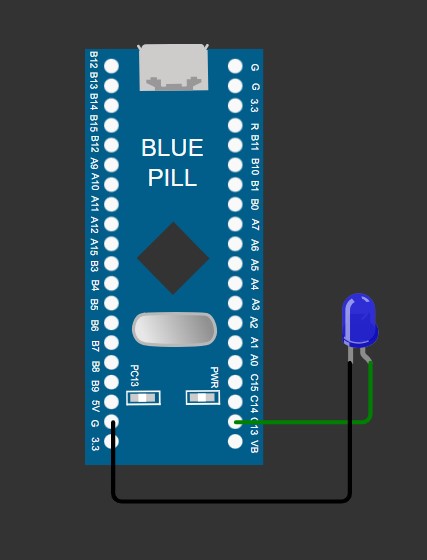 B12
B13
B14
B15
B12
A9
A10
A11
A12
A15
B3
B4
B5
B6
B7
B8
B9
5V
G
3.3
BLUE
PILL
PC13
PWR
G
G
3.3
R
B11
B10
B1
B0
A7
A6
A5
A4
A3
A2
A1
A0
C15
C14
C13
VB